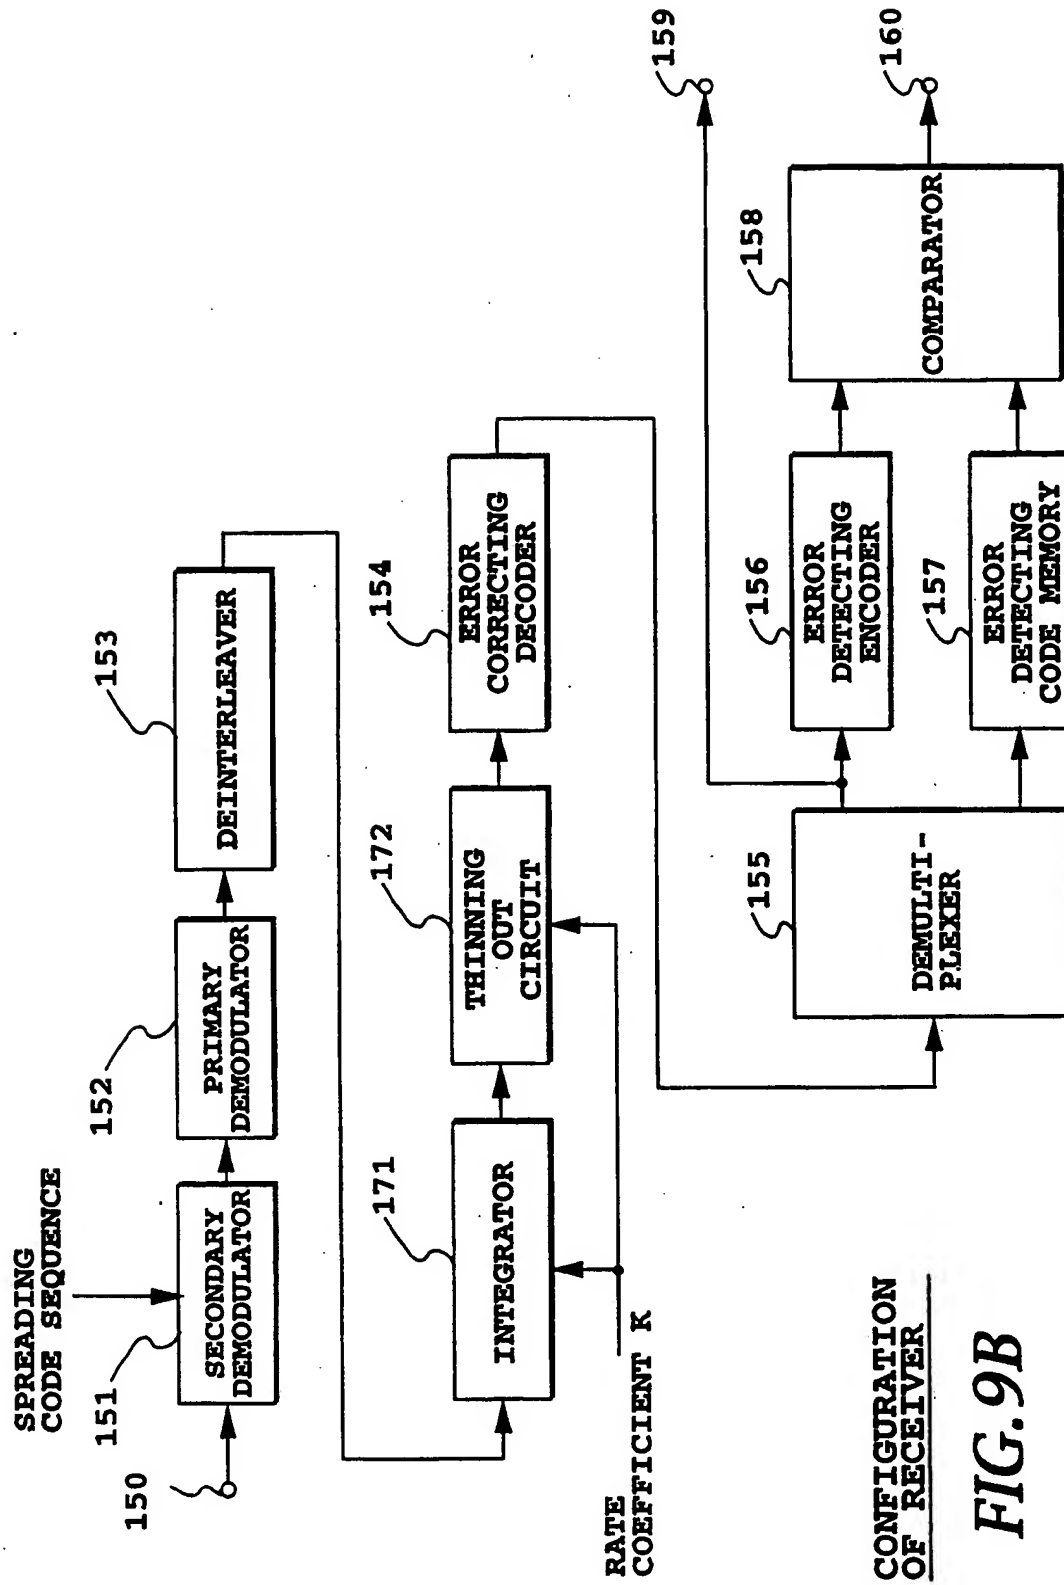 SPREADING
CODE SEQUENCE
150
151
SECONDARY
DEMODULATOR
152
PRIMARY
DEMODULATOR
153
DEINTERLEAVER
RATE
COEFFICIENT K
171
INTEGRATOR
172
THINNING
OUT
CIRCUIT
154
ERROR
CORRECTING
DECODER
155
DEMULTI-
PLEXER
156
ERROR
DETECTING
ENCODER
157
ERROR
DETECTING
CODE MEMORY
158
COMPARATOR
159
160
CONFIGURATION
OF RECEIVER
FIG.9B